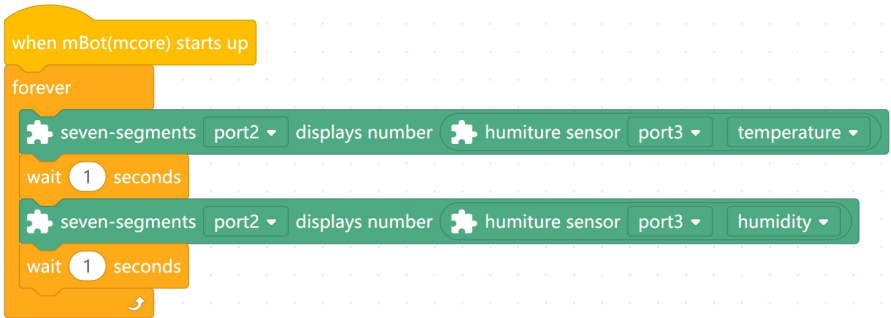 when mBot(mcore) starts up
forever
seven-segments port2 displays number humiture sensor port3 temperature
wait 1 seconds
seven-segments port2 displays number humiture sensor port3 humidity
wait 1 seconds